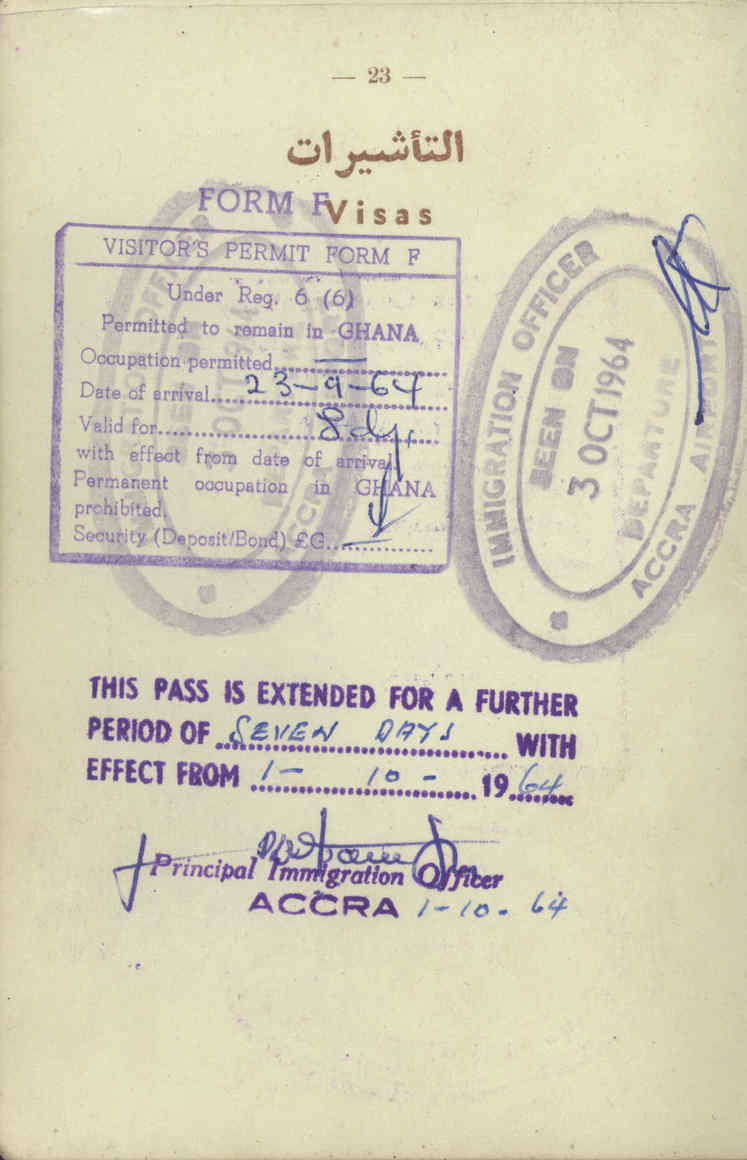 — 23 —
التأشيرات
FORM F
Visas
VISITOR'S PERMIT FORM F
Under Reg. 6 (6)
Permitted to remain in GHANA
Occupation permitted
Date of arrival 23-9-64
Valid for 8 dys
with effect from date of arrival
Permanent occupation in GHANA
prohibited.
Security (Deposit/Bond) £G
IMMIGRATION OFFICER
SEEN ON
3 OCT 1964
DEPARTURE
ACCRA AIRPORT
THIS PASS IS EXTENDED FOR A FURTHER
PERIOD OF SEVEN DAYS WITH
EFFECT FROM 1- 10 - 1964
Principal Immigration Officer
ACCRA 1-10-64